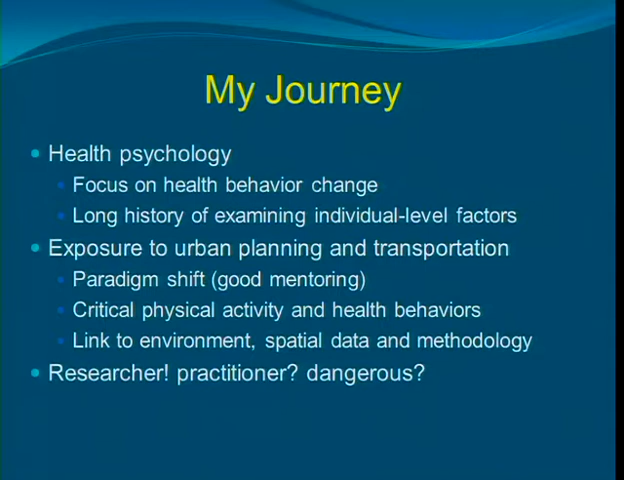 My Journey
Health psychology
Focus on health behavior change
Long history of examining individual-level factors
Exposure to urban planning and transportation
Paradigm shift (good mentoring)
Critical physical activity and health behaviors
Link to environment, spatial data and methodology
Researcher! practitioner? dangerous?